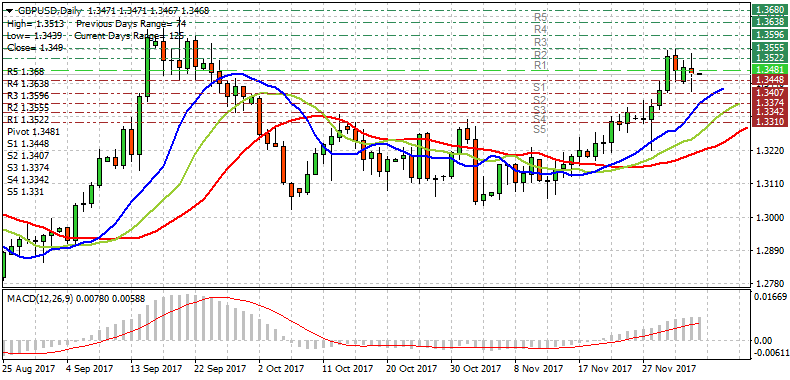 GBPUSD,Daily 1.3471 1.3471 1.3467 1.3468
High= 1.3513 Previous Days Range= 74
Low= 1.3439 Current Days Range= 125
Close= 1.349
R5 1.368
R4 1.3638
R3 1.3596
R2 1.3555
R1 1.3522
Pivot 1.3481
S1 1.3448
S2 1.3407
S3 1.3374
S4 1.3342
S5 1.331
R5
R4
R3
R2
R1
S1
S2
S3
S4
S5
1.3680
1.3638
1.3596
1.3555
1.3522
1.3481
1.3448
1.3407
1.3374
1.3342
1.3310
1.3220
1.3110
1.3000
1.2890
1.2780
MACD(12,26,9) 0.00780 0.00588
0.01669
0.00
-0.00611
25 Aug 2017 4 Sep 2017 13 Sep 2017 22 Sep 2017 2 Oct 2017 11 Oct 2017 20 Oct 2017 30 Oct 2017 8 Nov 2017 17 Nov 2017 27 Nov 2017